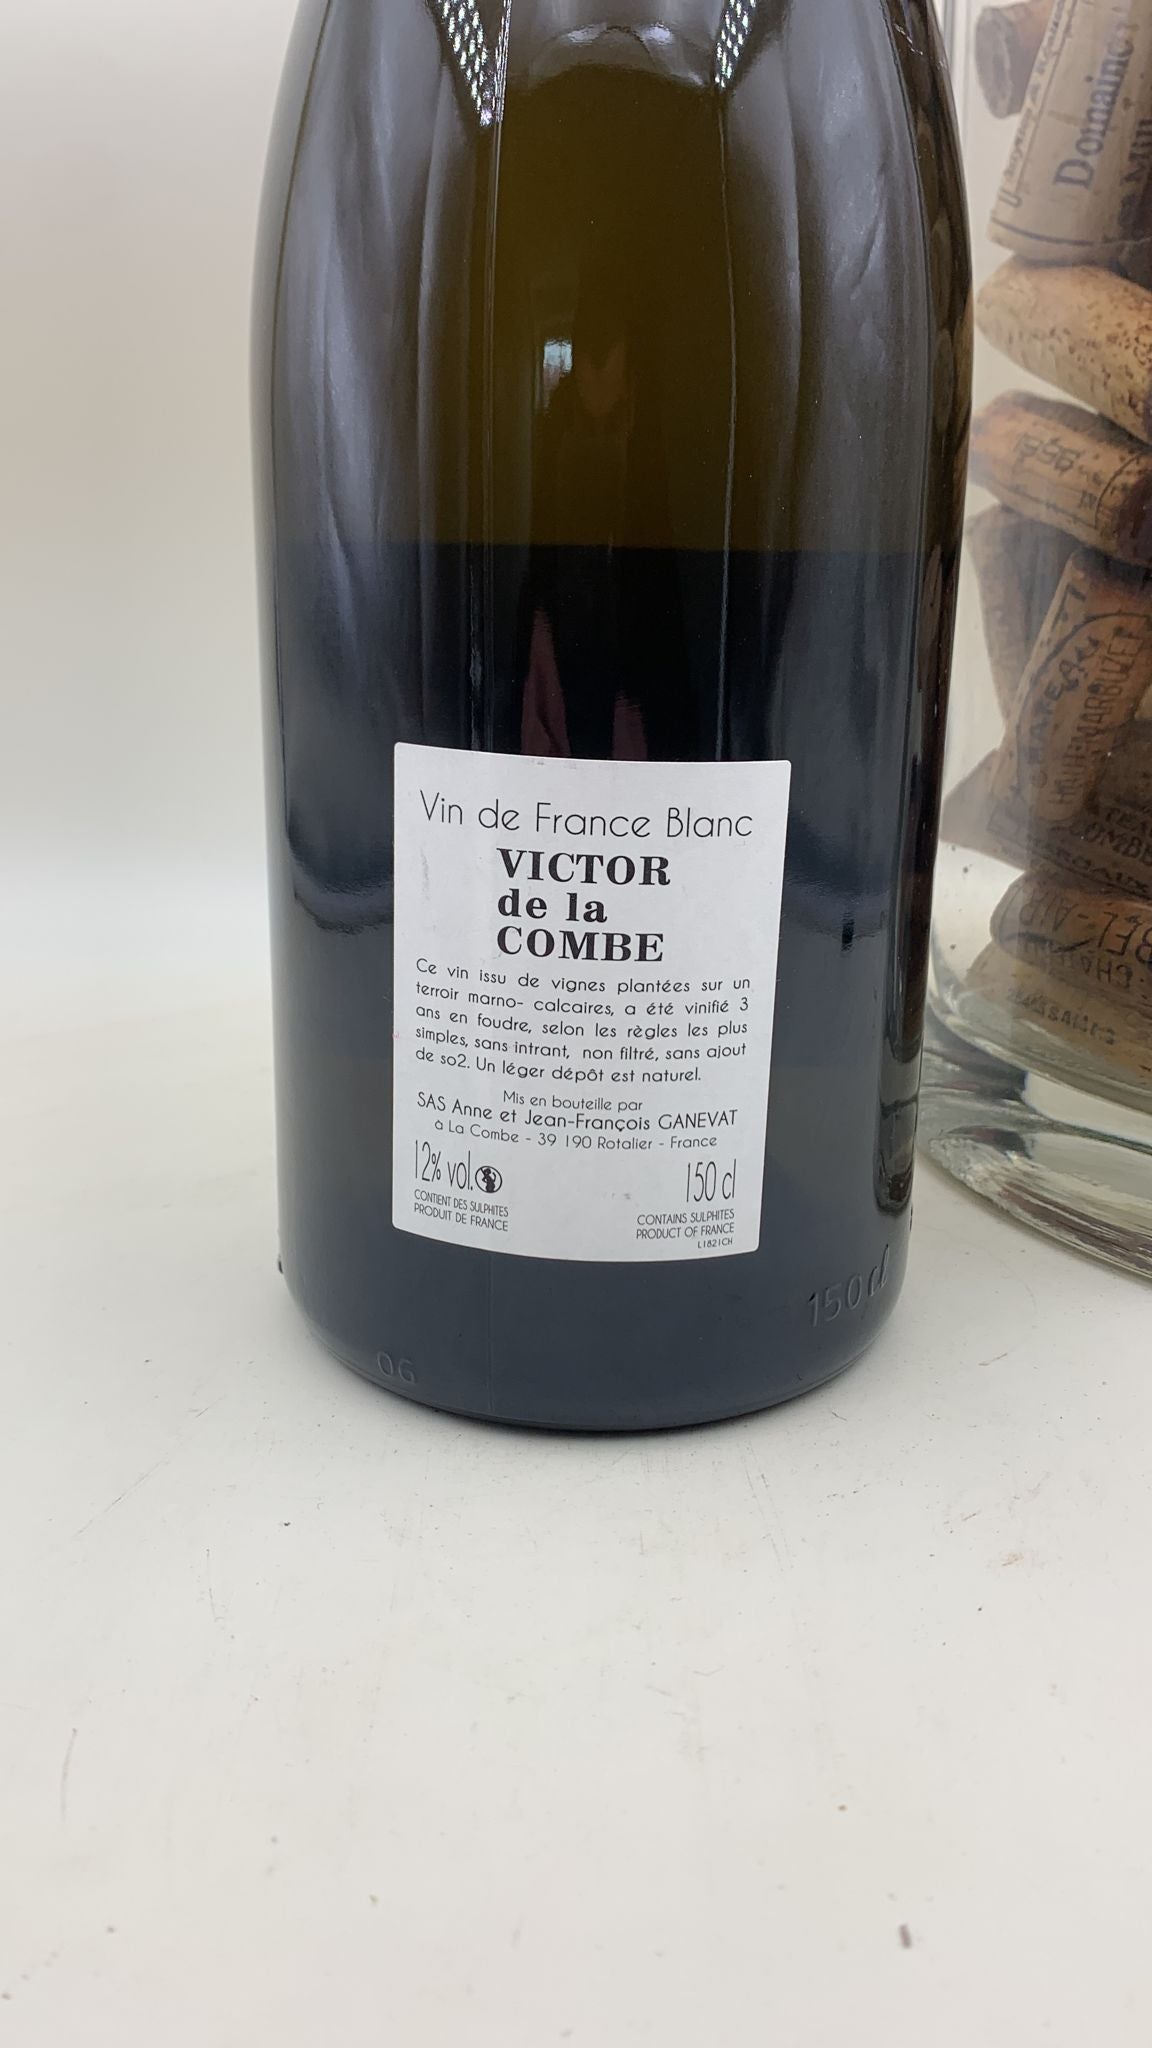 Vin de France Blanc
VICTOR
de la
COMBE
Ce vin issu de vignes plantées sur un
terroir marno- calcaires, a été vinifié 3
ans en foudre, selon les règles les plus
simples, sans intrant, non filtré, sans ajout
de so2. Un léger dépôt est naturel.
Mis en bouteille par
SAS Anne et Jean-François GANEVAT
à La Combe - 39 190 Rotalier - France
12% vol.
150 cl
CONTIENT DES SULPHITES
PRODUIT DE FRANCE
CONTAINS SULPHITES
PRODUCT OF FRANCE
L1821CH
150 cl
06
Domaine
1998